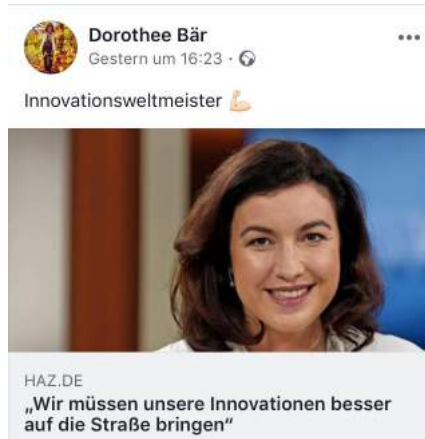 Dorothee Bär
Gestern um 16:23 ·
Innovationsweltmeister 💪🏻
HAZ.DE
„Wir müssen unsere Innovationen besser
auf die Straße bringen“